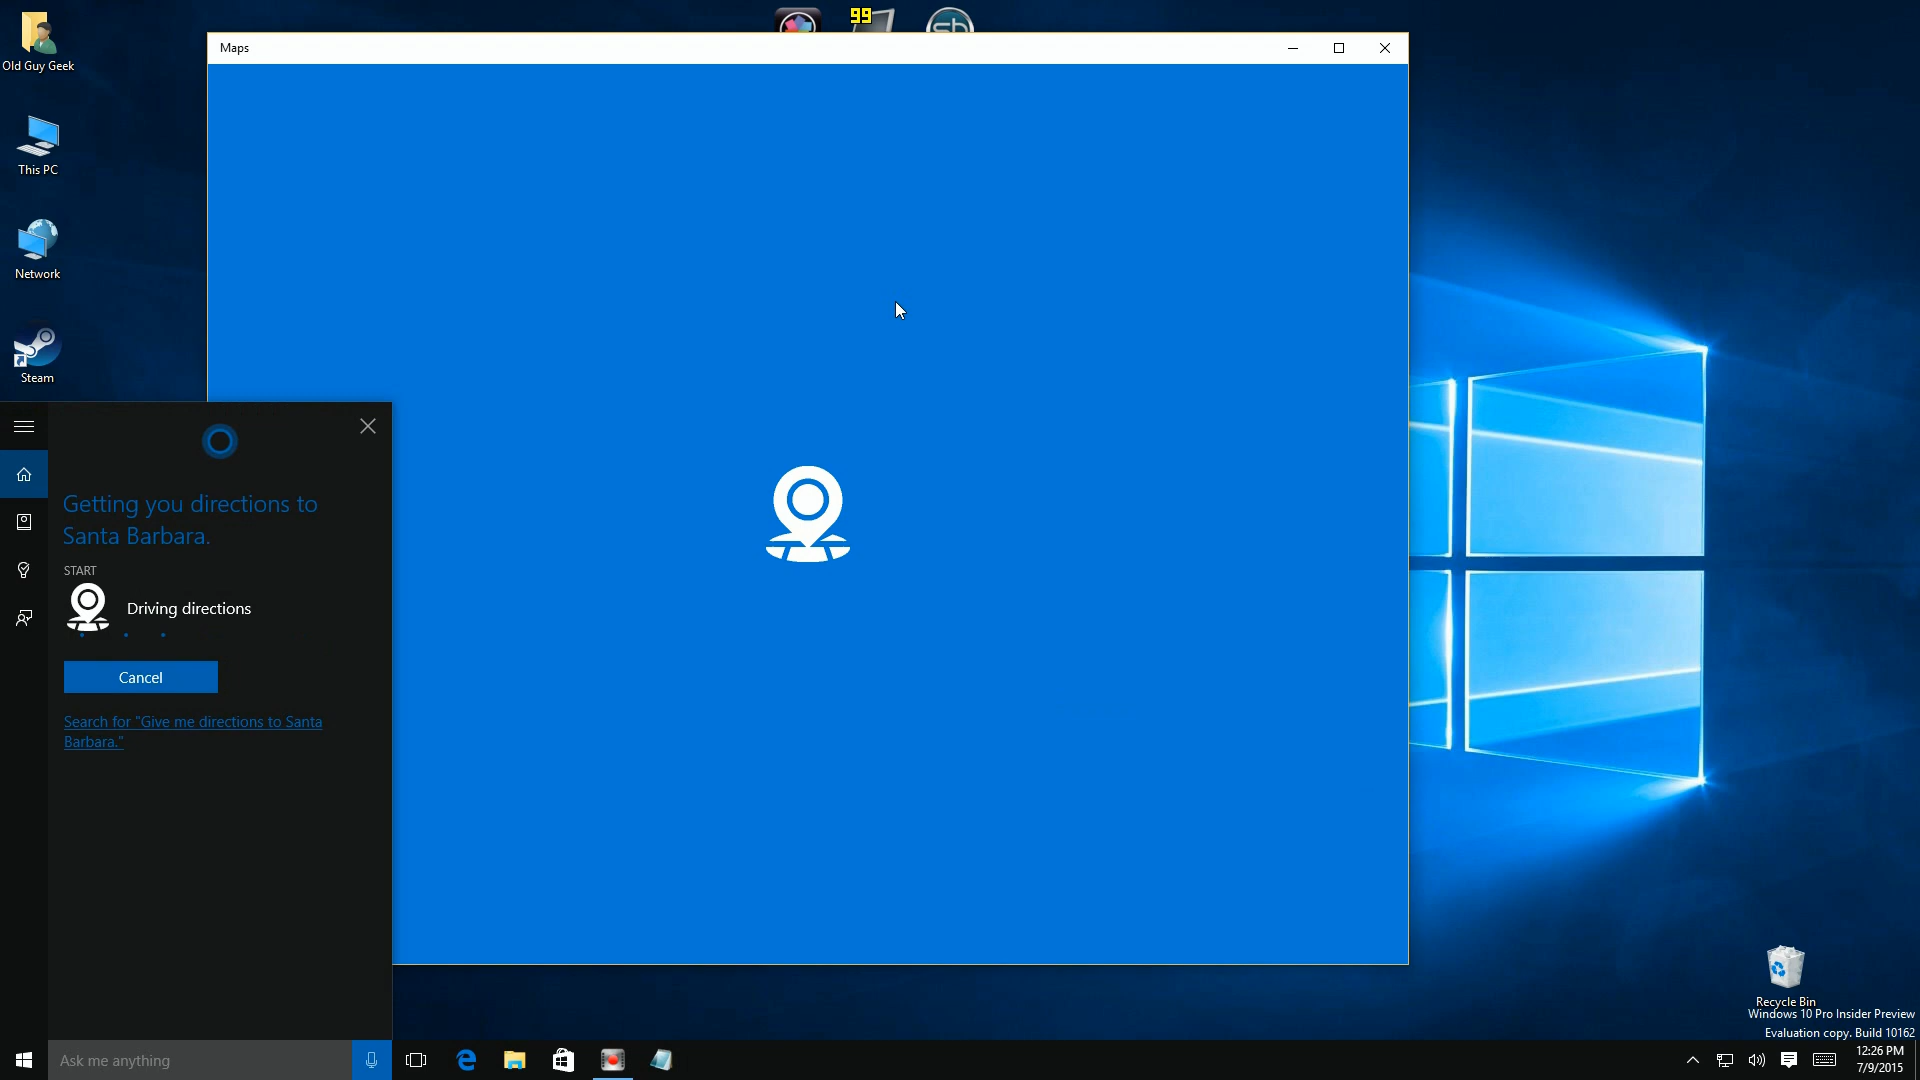 Old Guy Geek
This PC
Network
Steam
99
Maps
Getting you directions to
Santa Barbara.
START
Driving directions
Cancel
Search for "Give me directions to Santa
Barbara."
Ask me anything
Recycle Bin
Windows 10 Pro Insider Preview
Evaluation copy. Build 10162
12:26 PM
7/9/2015